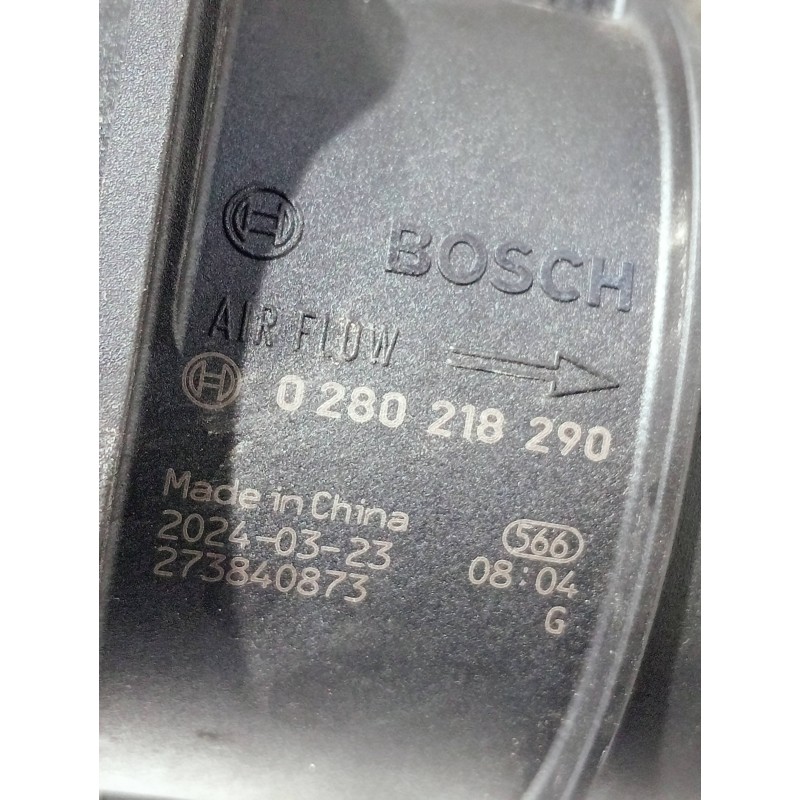 BOSCH
AIR FLOW
0 280 218 290
Made in China
2024-03-23
566
273840873
08:04
G